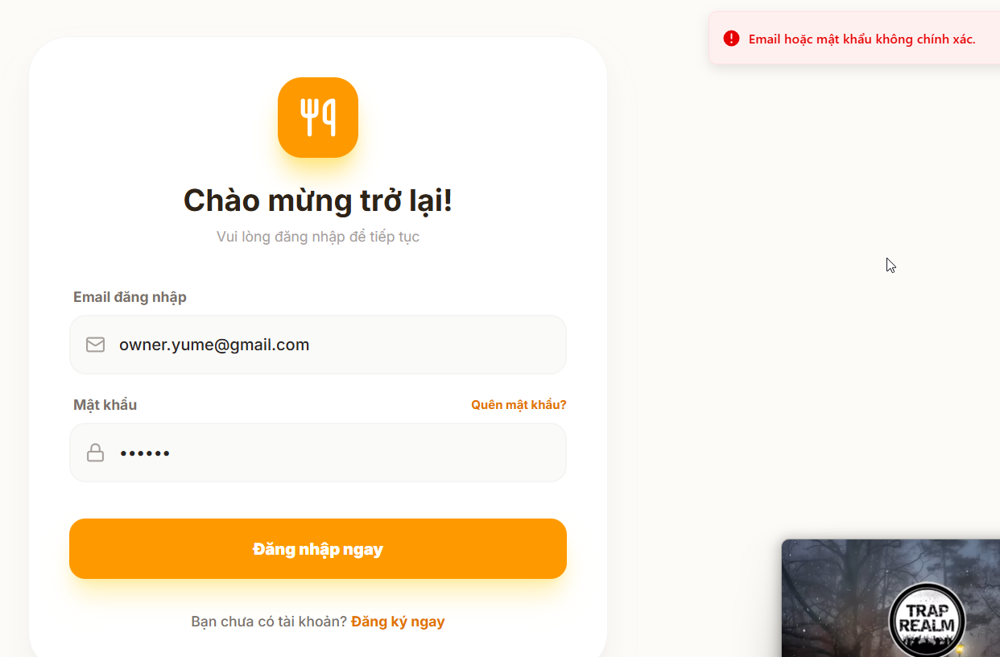 Email hoặc mật khẩu không chính xác.
Chào mừng trở lại!
Vui lòng đăng nhập để tiếp tục
Email đăng nhập
owner.yume@gmail.com
Mật khẩu
Quên mật khẩu?
••••••
Đăng nhập ngay
Bạn chưa có tài khoản? Đăng ký ngay
TRAP
REALM